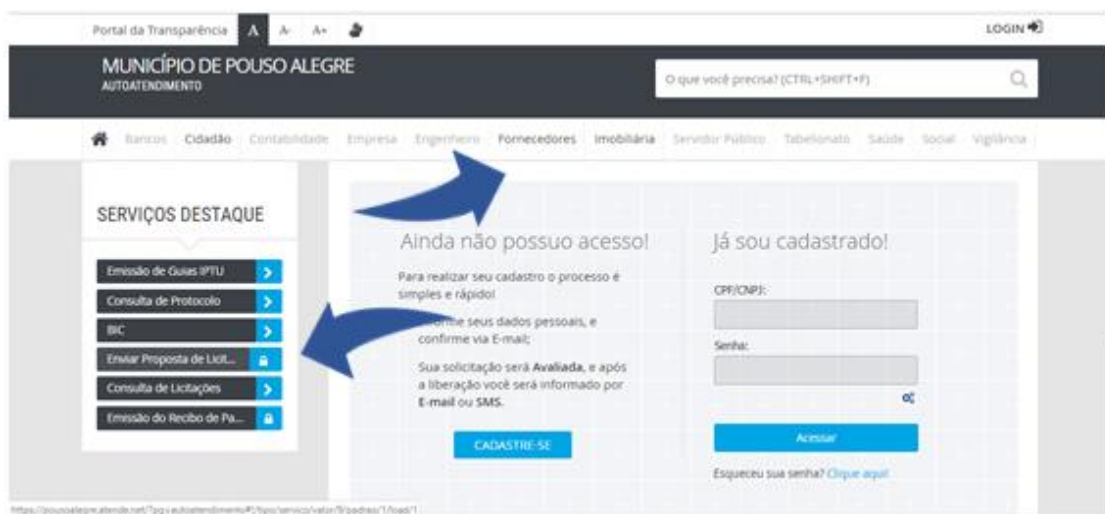 Portal da Transparência A A- A+
LOGIN
MUNICÍPIO DE POUSO ALEGRE
AUTOATENDIMENTO
O que você precisa? (CTRL+SHIFT+F)
Bancos Cidadão Contabilidade Empresa Engenheiro Fornecedores Imobiliária Servidor Público Tabelionato Saúde Social Vigilância
SERVIÇOS DESTAQUE
Emissão de Guias IPTU
Consulta de Protocolo
BIC
Enviar Proposta de Licit...
Consulta de Licitações
Emissão do Recibo de Pa...
Ainda não possuo acesso!
Para realizar seu cadastro o processo é
simples e rápido!
seus dados pessoais, e
confirme via E-mail;
Sua solicitação será Avaliada, e após
a liberação você será informado por
E-mail ou SMS.
CADASTRE-SE
Já sou cadastrado!
CPF/CNPJ:
Senha:
Acessar
Esqueceu sua senha? Clique aqui!